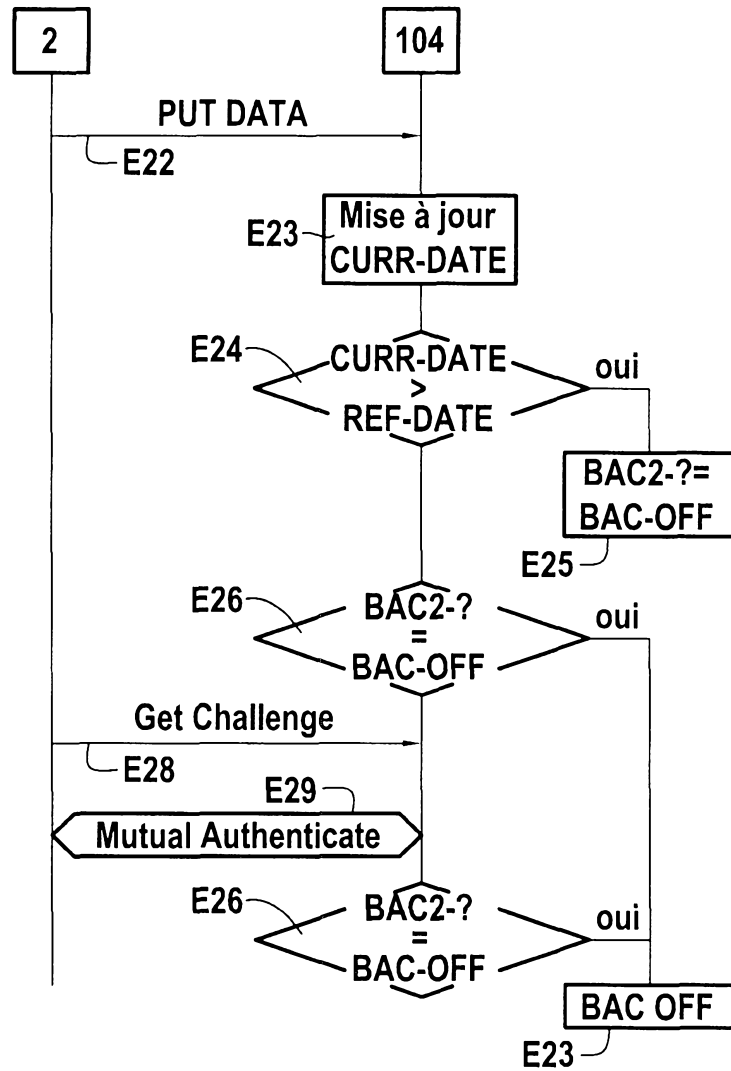 2
104
PUT DATA
E22
E23
Mise à jour
CURR-DATE
E24
CURR-DATE
>
REF-DATE
oui
BAC2-?=
BAC-OFF
E25
E26
BAC2-?
=
BAC-OFF
oui
Get Challenge
E28
E29
Mutual Authenticate
E26
BAC2-?
=
BAC-OFF
oui
BAC OFF
E23